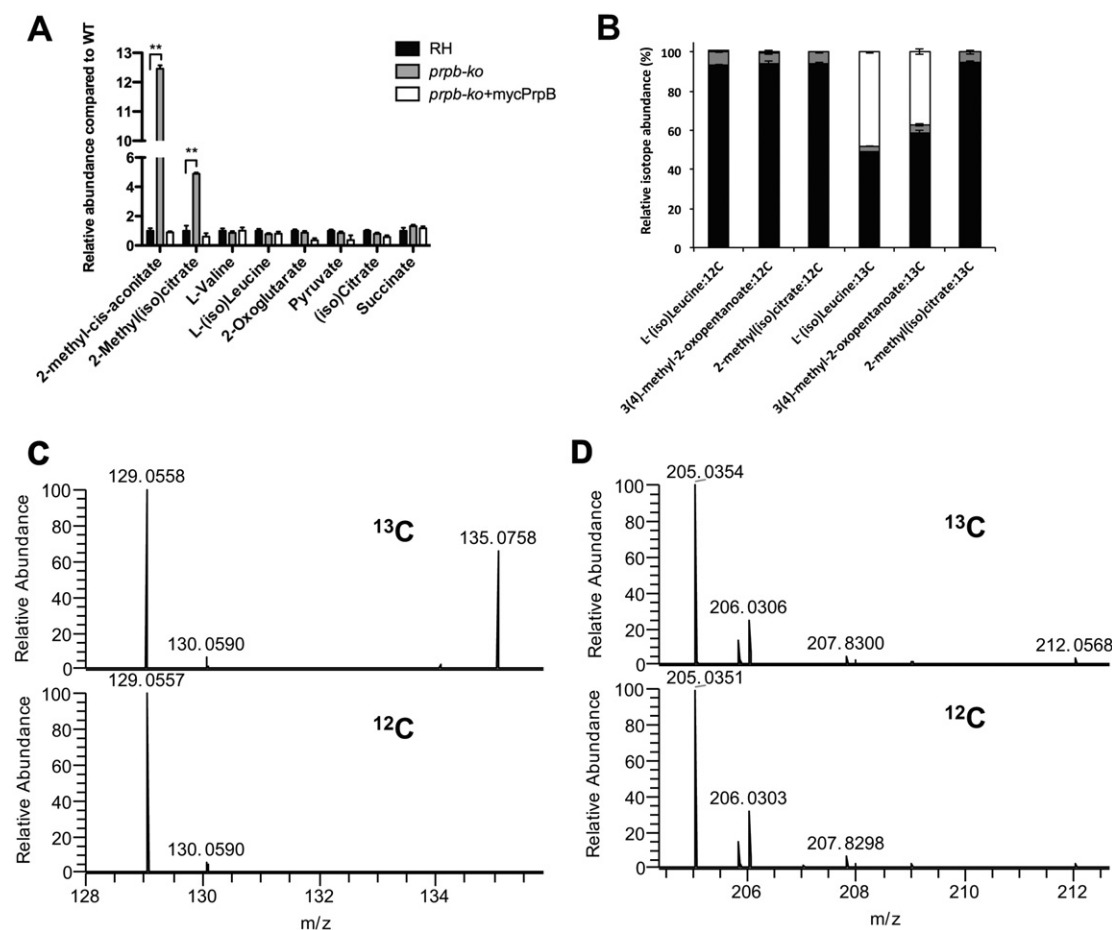 A
Relative abundance compared to WT
13
12
11
10
6
4
2
0
**
**
RH
prpb-ko
prpb-ko+mycPrpB
2-methyl-cis-aconitate
2-Methyl(iso)citrate
L-Valine
L-(iso)Leucine
2-Oxoglutarate
Pyruvate
(iso)Citrate
Succinate
B
Relative isotope abundance (%)
100
80
60
40
20
0
L- (iso)Leucine:12C
3(4)-methyl-2-oxopentanoate:12C
2-methyl(iso)citrate:12C
L- (iso)Leucine:13C
3(4)-methyl-2-oxopentanoate:13C
2-methyl(iso)citrate:13C
C
129.0558
Relative Abundance
100
80
60
40
20
0
13C
135.0758
130.0590
129.0557
Relative Abundance
100
80
60
40
20
0
12C
130.0590
128
130
132
134
m/z
D
205.0354
Relative Abundance
100
80
60
40
20
0
13C
206.0306
207.8300
212.0568
205.0351
Relative Abundance
100
80
60
40
20
0
12C
206.0303
207.8298
206
208
210
212
m/z